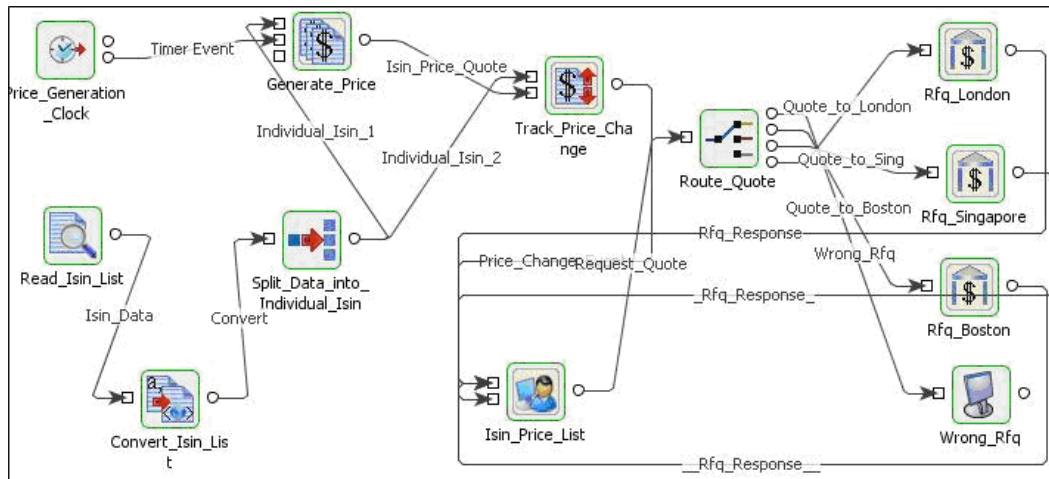 Price_Generation
_Clock
Timer Event
Generate_Price
Isin_Price_Quote
Track_Price_Cha
nge
Individual_Isin_1
Individual_Isin_2
Route_Quote
Quote_to_London
Quote_to_Sing
Quote_to_Boston
Wrong_Rfq
Rfq_London
Rfq_Singapore
Rfq_Boston
Wrong_Rfq
Read_Isin_List
Isin_Data
Convert
Split_Data_into_
Individual_Isin
a,
Convert_Isin_Lis
t
Rfq_Response
Price_Change
Request_Quote
_Rfq_Response_
Isin_Price_List
__Rfq_Response__